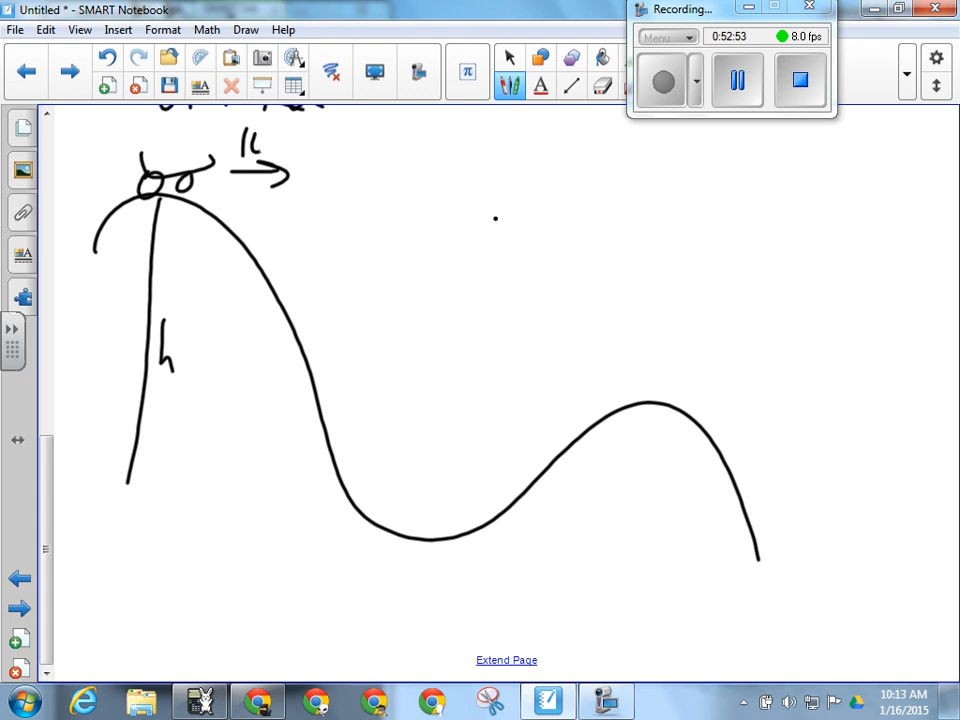 Untitled * - SMART Notebook
Recording...
File Edit View Insert Format Math Draw Help
Menu
0:52:53
8.0 fps
π
A
h
Extend Page
10:13 AM
1/16/2015